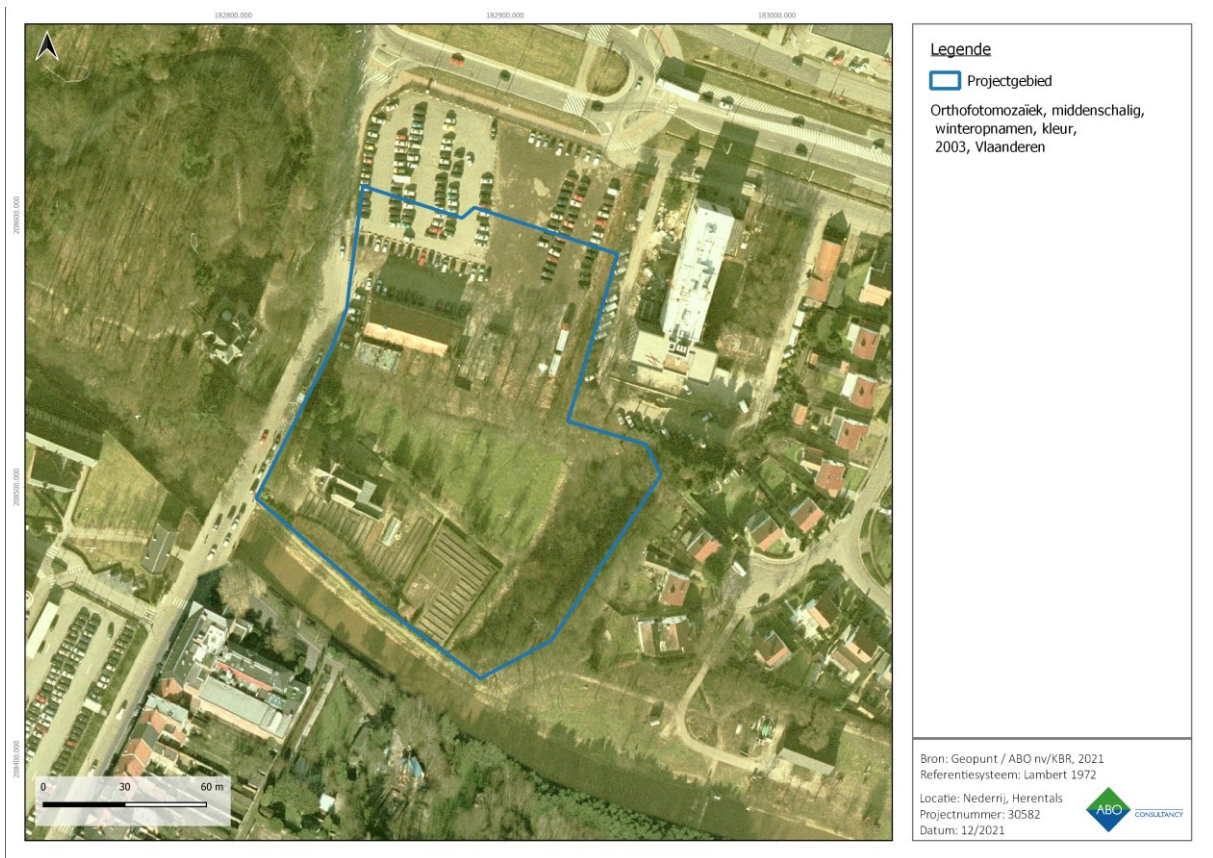 182800.000
182900.000
183000.000
208600.000
208500.000
208400.000
0 30 60 m
Legende
Projectgebied
Orthofotomozaïek, middenschalig,
winteropnamen, kleur,
2003, Vlaanderen
Bron: Geopunt / ABO nv/KBR, 2021
Referentiesysteem: Lambert 1972
Locatie: Nederrij, Herentals
Projectnummer: 30582
Datum: 12/2021
ABO CONSULTANCY